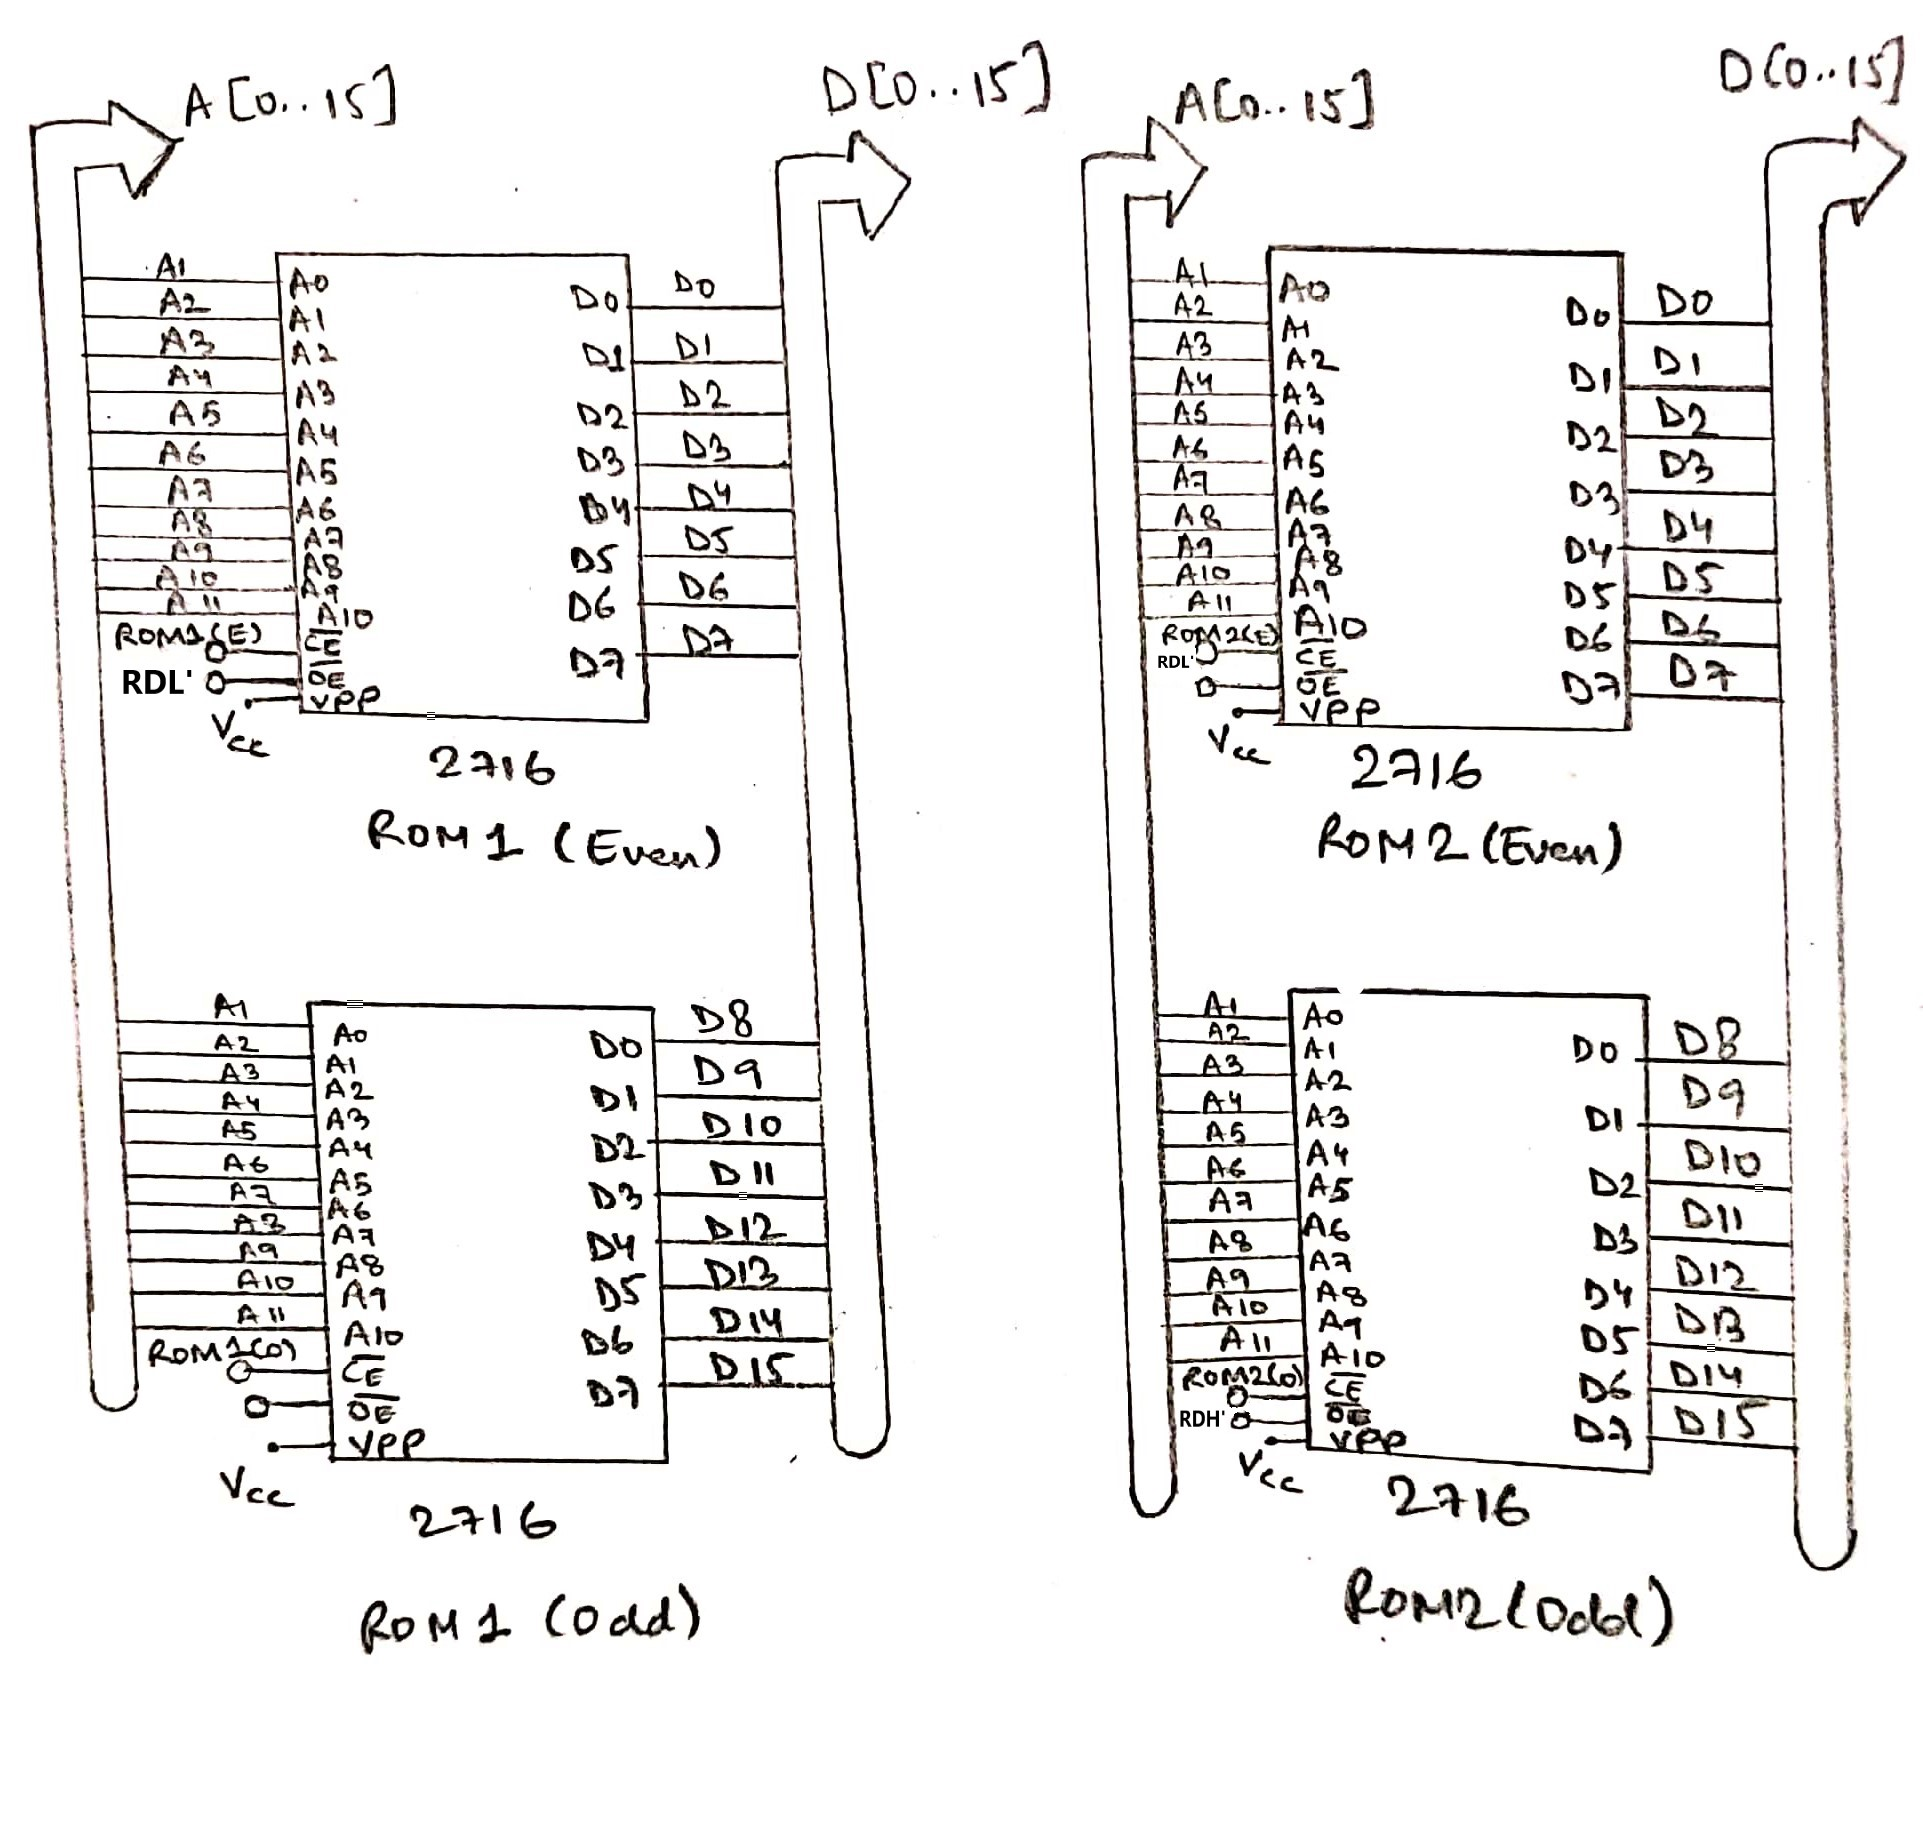 A[0..15]
D[0..15]
A1
A2
A3
A4
A5
A6
A7
A8
A9
A10
A11
ROM1(E)
RDL'
Vcc
A0
A1
A2
A3
A4
A5
A6
A7
A8
A9
A10
CE
OE
VPP
D0
D1
D2
D3
D4
D5
D6
D7
D0
D1
D2
D3
D4
D5
D6
D7
2716
ROM1 (Even)
A1
A2
A3
A4
A5
A6
A7
A8
A9
A10
A11
ROM1(O)
Vcc
A0
A1
A2
A3
A4
A5
A6
A7
A8
A9
A10
CE
OE
VPP
D0
D1
D2
D3
D4
D5
D6
D7
D8
D9
D10
D11
D12
D13
D14
D15
2716
ROM1 (Odd)
A[0..15]
D[0..15]
A1
A2
A3
A4
A5
A6
A7
A8
A9
A10
A11
ROM2(E)
RDL'
Vcc
A0
A1
A2
A3
A4
A5
A6
A7
A8
A9
A10
CE
OE
VPP
D0
D1
D2
D3
D4
D5
D6
D7
D0
D1
D2
D3
D4
D5
D6
D7
2716
ROM2 (Even)
A1
A2
A3
A4
A5
A6
A7
A8
A9
A10
A11
ROM2(O)
RDH'
Vcc
A0
A1
A2
A3
A4
A5
A6
A7
A8
A9
A10
CE
OE
VPP
D0
D1
D2
D3
D4
D5
D6
D7
D8
D9
D10
D11
D12
D13
D14
D15
2716
ROM2 (Odd)